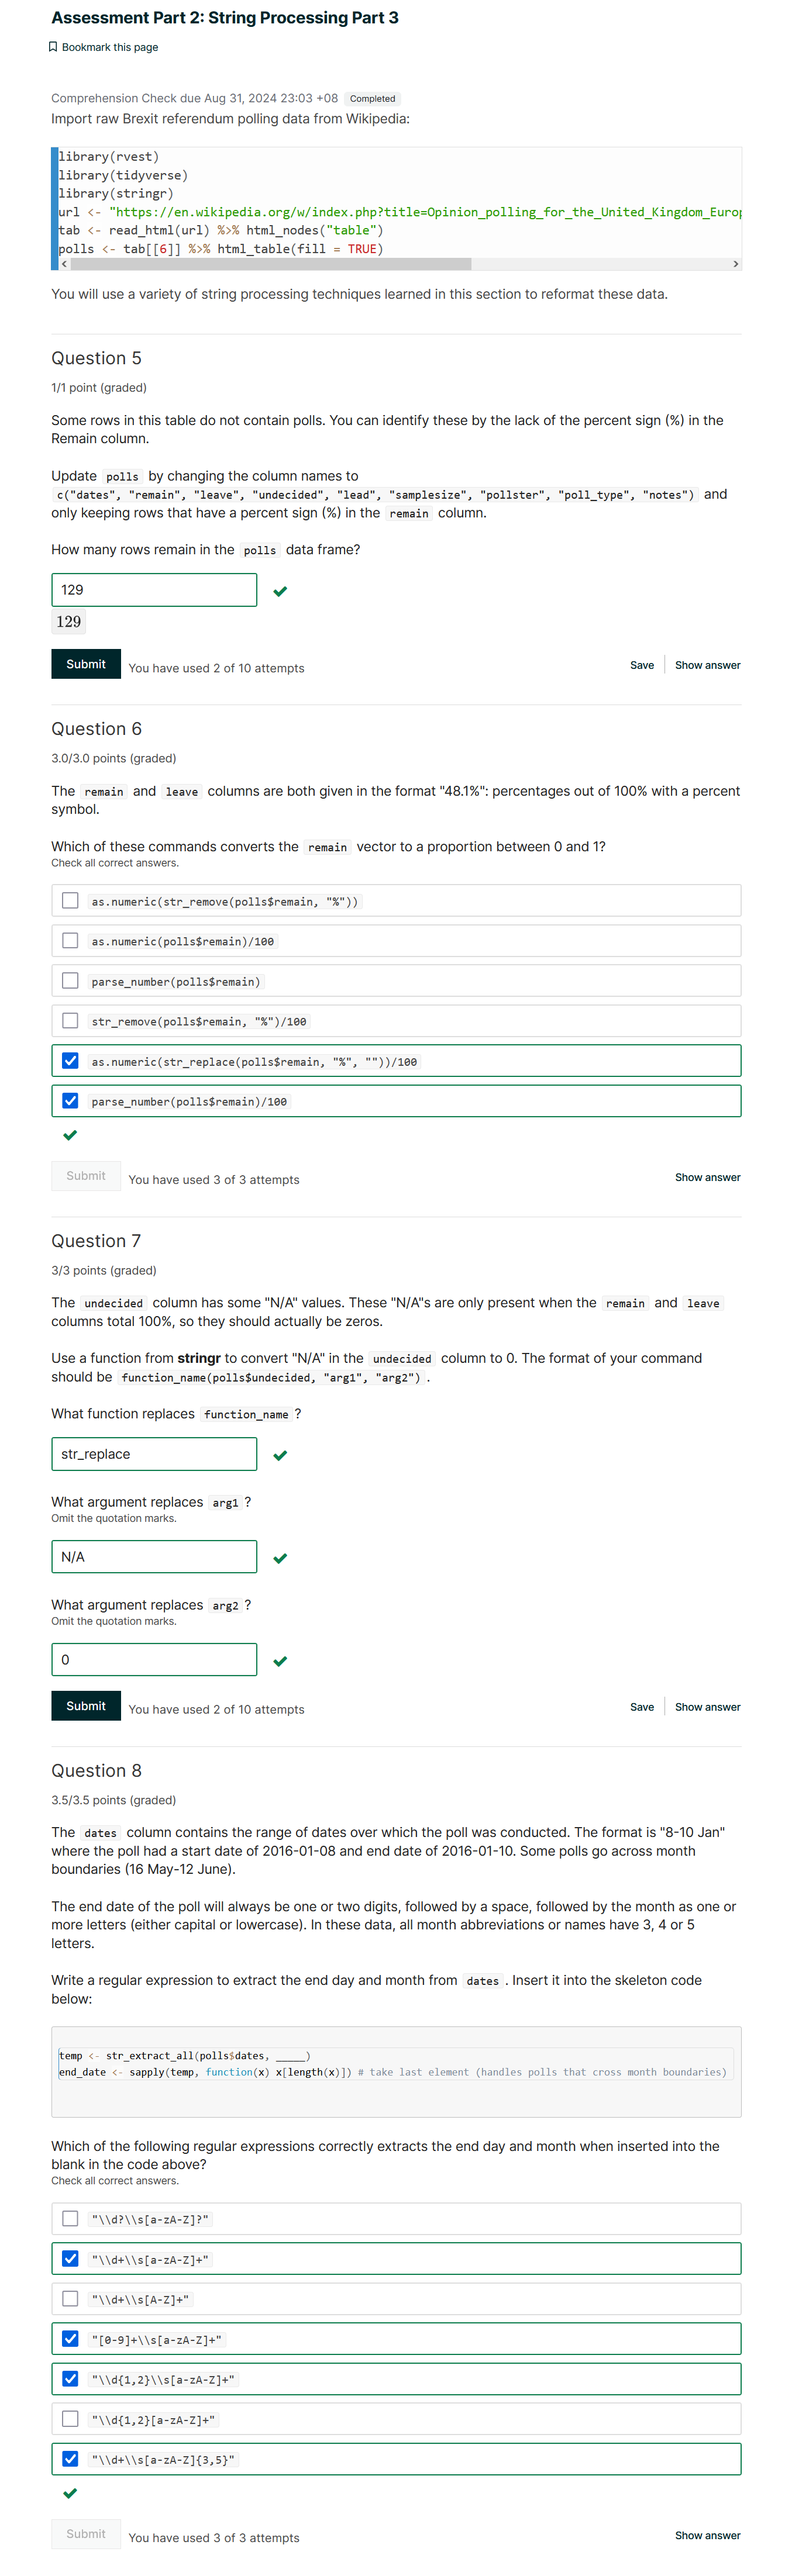 Assessment Part 2: String Processing Part 3
Bookmark this page
Comprehension Check due Aug 31, 2024 23:03 +08 Completed
Import raw Brexit referendum polling data from Wikipedia:
library(rvest)
library(tidyverse)
library(stringr)
url <- "https://en.wikipedia.org/w/index.php?title=Opinion_polling_for_the_United_Kingdom_Europ
tab <- read_html(url) %>% html_nodes("table")
polls <- tab[[6]] %>% html_table(fill = TRUE)
You will use a variety of string processing techniques learned in this section to reformat these data.
Question 5
1/1 point (graded)
Some rows in this table do not contain polls. You can identify these by the lack of the percent sign (%) in the
Remain column.
Update polls by changing the column names to
c("dates", "remain", "leave", "undecided", "lead", "samplesize", "pollster", "poll_type", "notes") and
only keeping rows that have a percent sign (%) in the remain column.
How many rows remain in the polls data frame?
129
129
Submit You have used 2 of 10 attempts Save Show answer
Question 6
3.0/3.0 points (graded)
The remain and leave columns are both given in the format "48.1%": percentages out of 100% with a percent
symbol.
Which of these commands converts the remain vector to a proportion between 0 and 1?
Check all correct answers.
as.numeric(str_remove(polls$remain, "%"))
as.numeric(polls$remain)/100
parse_number(polls$remain)
str_remove(polls$remain, "%")/100
as.numeric(str_replace(polls$remain, "%", ""))/100
parse_number(polls$remain)/100
Submit You have used 3 of 3 attempts Show answer
Question 7
3/3 points (graded)
The undecided column has some "N/A" values. These "N/A"s are only present when the remain and leave
columns total 100%, so they should actually be zeros.
Use a function from stringr to convert "N/A" in the undecided column to 0. The format of your command
should be function_name(polls$undecided, "arg1", "arg2").
What function replaces function_name?
str_replace
What argument replaces arg1?
Omit the quotation marks.
N/A
What argument replaces arg2?
Omit the quotation marks.
0
Submit You have used 2 of 10 attempts Save Show answer
Question 8
3.5/3.5 points (graded)
The dates column contains the range of dates over which the poll was conducted. The format is "8-10 Jan"
where the poll had a start date of 2016-01-08 and end date of 2016-01-10. Some polls go across month
boundaries (16 May-12 June).
The end date of the poll will always be one or two digits, followed by a space, followed by the month as one or
more letters (either capital or lowercase). In these data, all month abbreviations or names have 3, 4 or 5
letters.
Write a regular expression to extract the end day and month from dates. Insert it into the skeleton code
below:
temp <- str_extract_all(polls$dates, _____)
end_date <- sapply(temp, function(x) x[length(x)]) # take last element (handles polls that cross month boundaries)
Which of the following regular expressions correctly extracts the end day and month when inserted into the
blank in the code above?
Check all correct answers.
"\\d?\\s[a-zA-Z]?"
"\\d+\\s[a-zA-Z]+"
"\\d+\\s[A-Z]+"
"[0-9]+\\s[a-zA-Z]+"
"\\d{1,2}\\s[a-zA-Z]+"
"\\d{1,2}[a-zA-Z]+"
"\\d+\\s[a-zA-Z]{3,5}"
Submit You have used 3 of 3 attempts Show answer